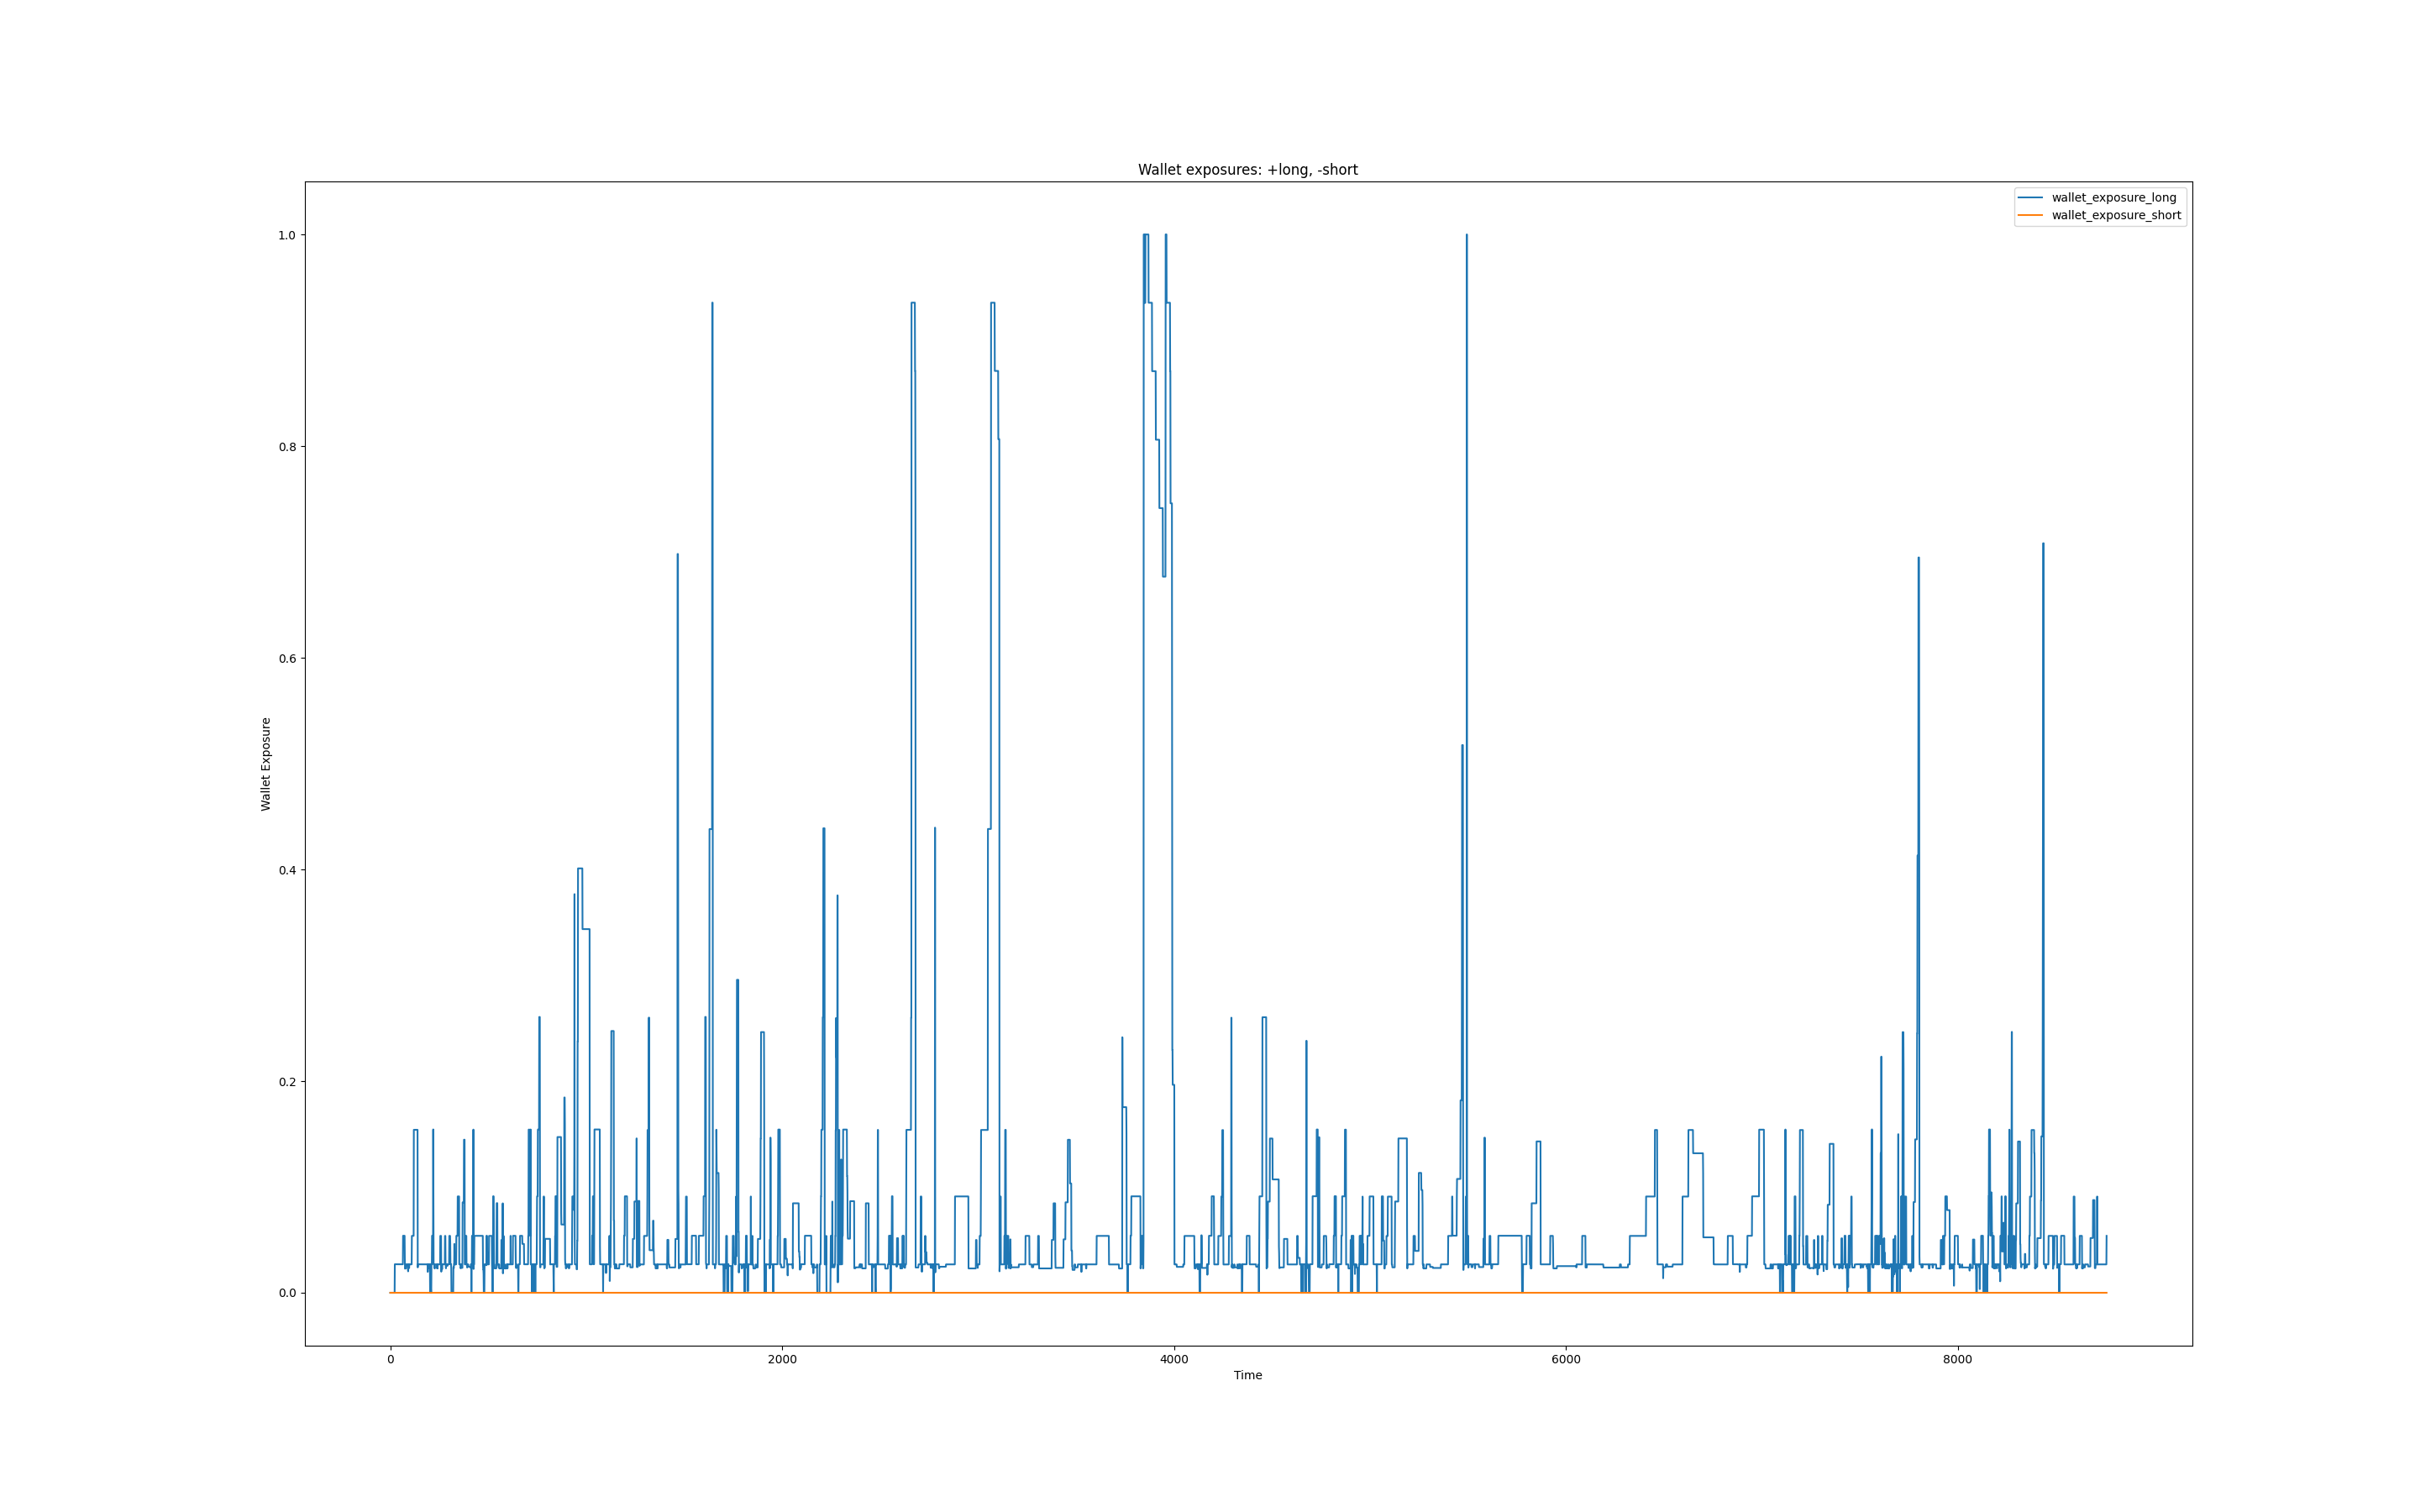 Wallet exposures: +long, -short
wallet_exposure_long
wallet_exposure_short
1.0
0.8
0.6
0.4
0.2
0.0
Wallet Exposure
0 2000 4000 6000 8000
Time